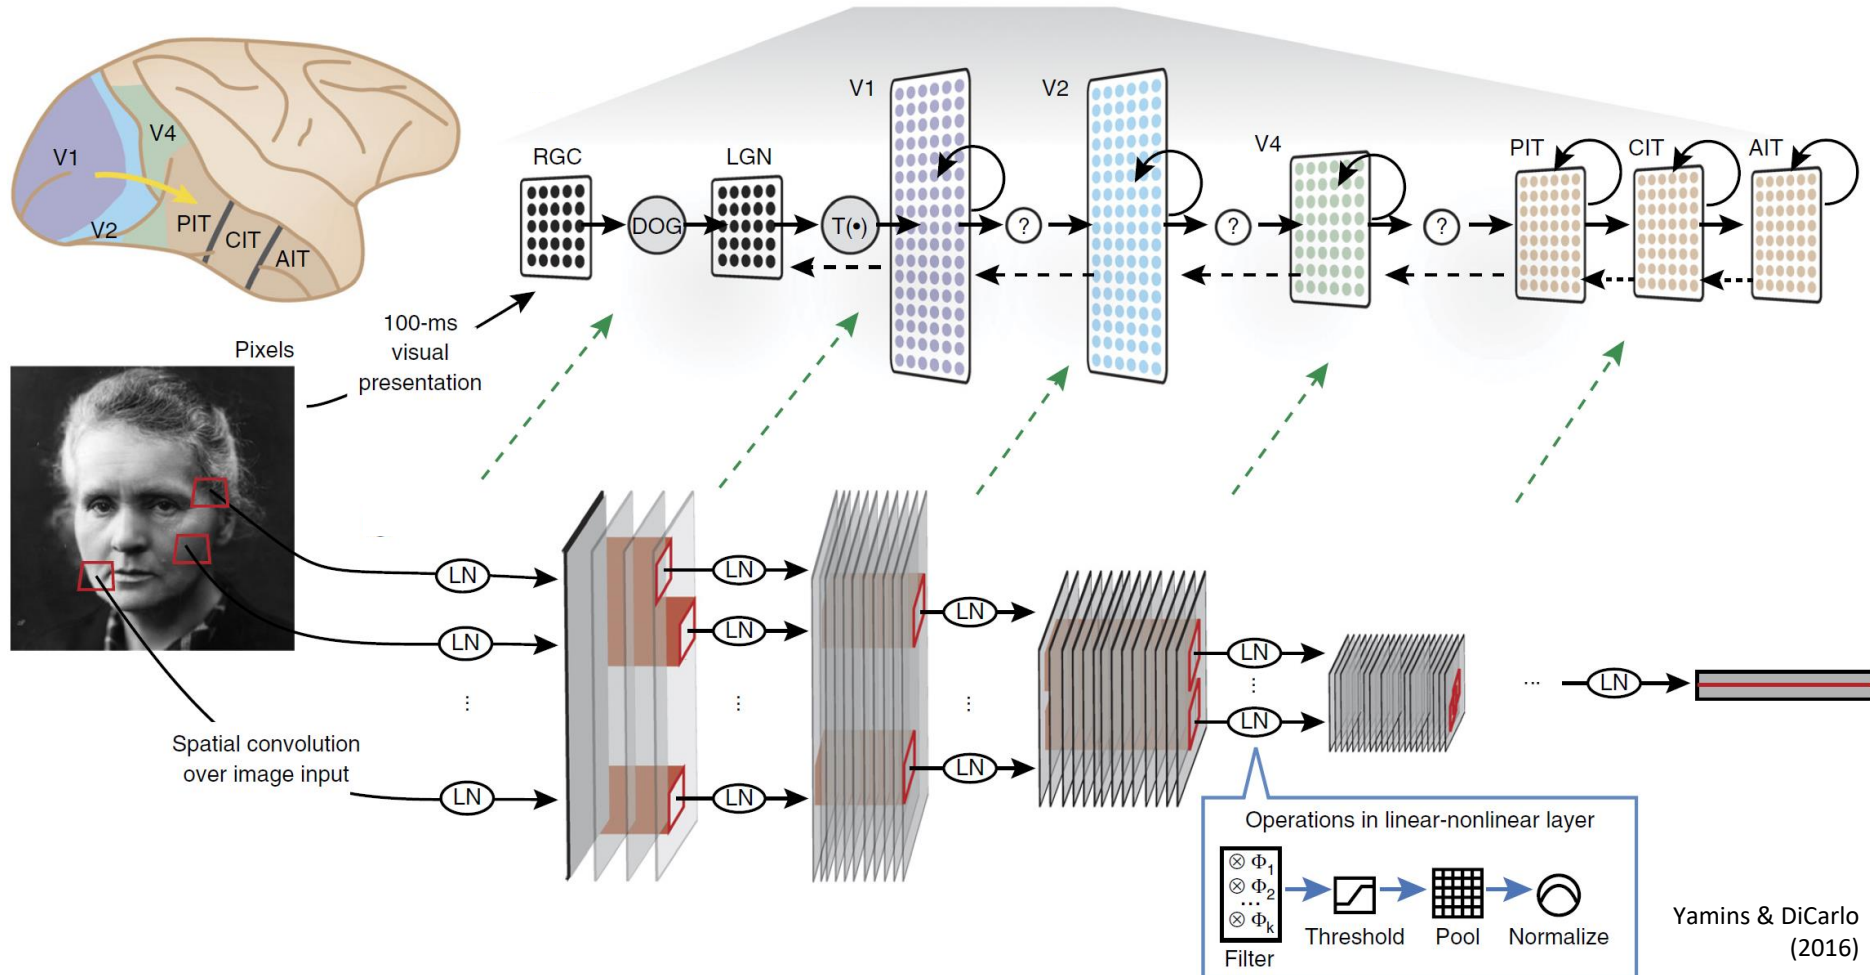 V1
V2
V4
PIT
CIT
AIT
RGC
DOG
LGN
T(•)
V1
?
V2
?
V4
?
PIT
CIT
AIT
100-ms
visual
presentation
Pixels
LN
LN
LN
LN
LN
LN
LN
LN
LN
LN
LN
⋮
⋮
⋮
⋮
...
Spatial convolution
over image input
Operations in linear-nonlinear layer
⊗ Φ1
⊗ Φ2
...
⊗ Φk
Filter
Threshold
Pool
Normalize
Yamins & DiCarlo
(2016)